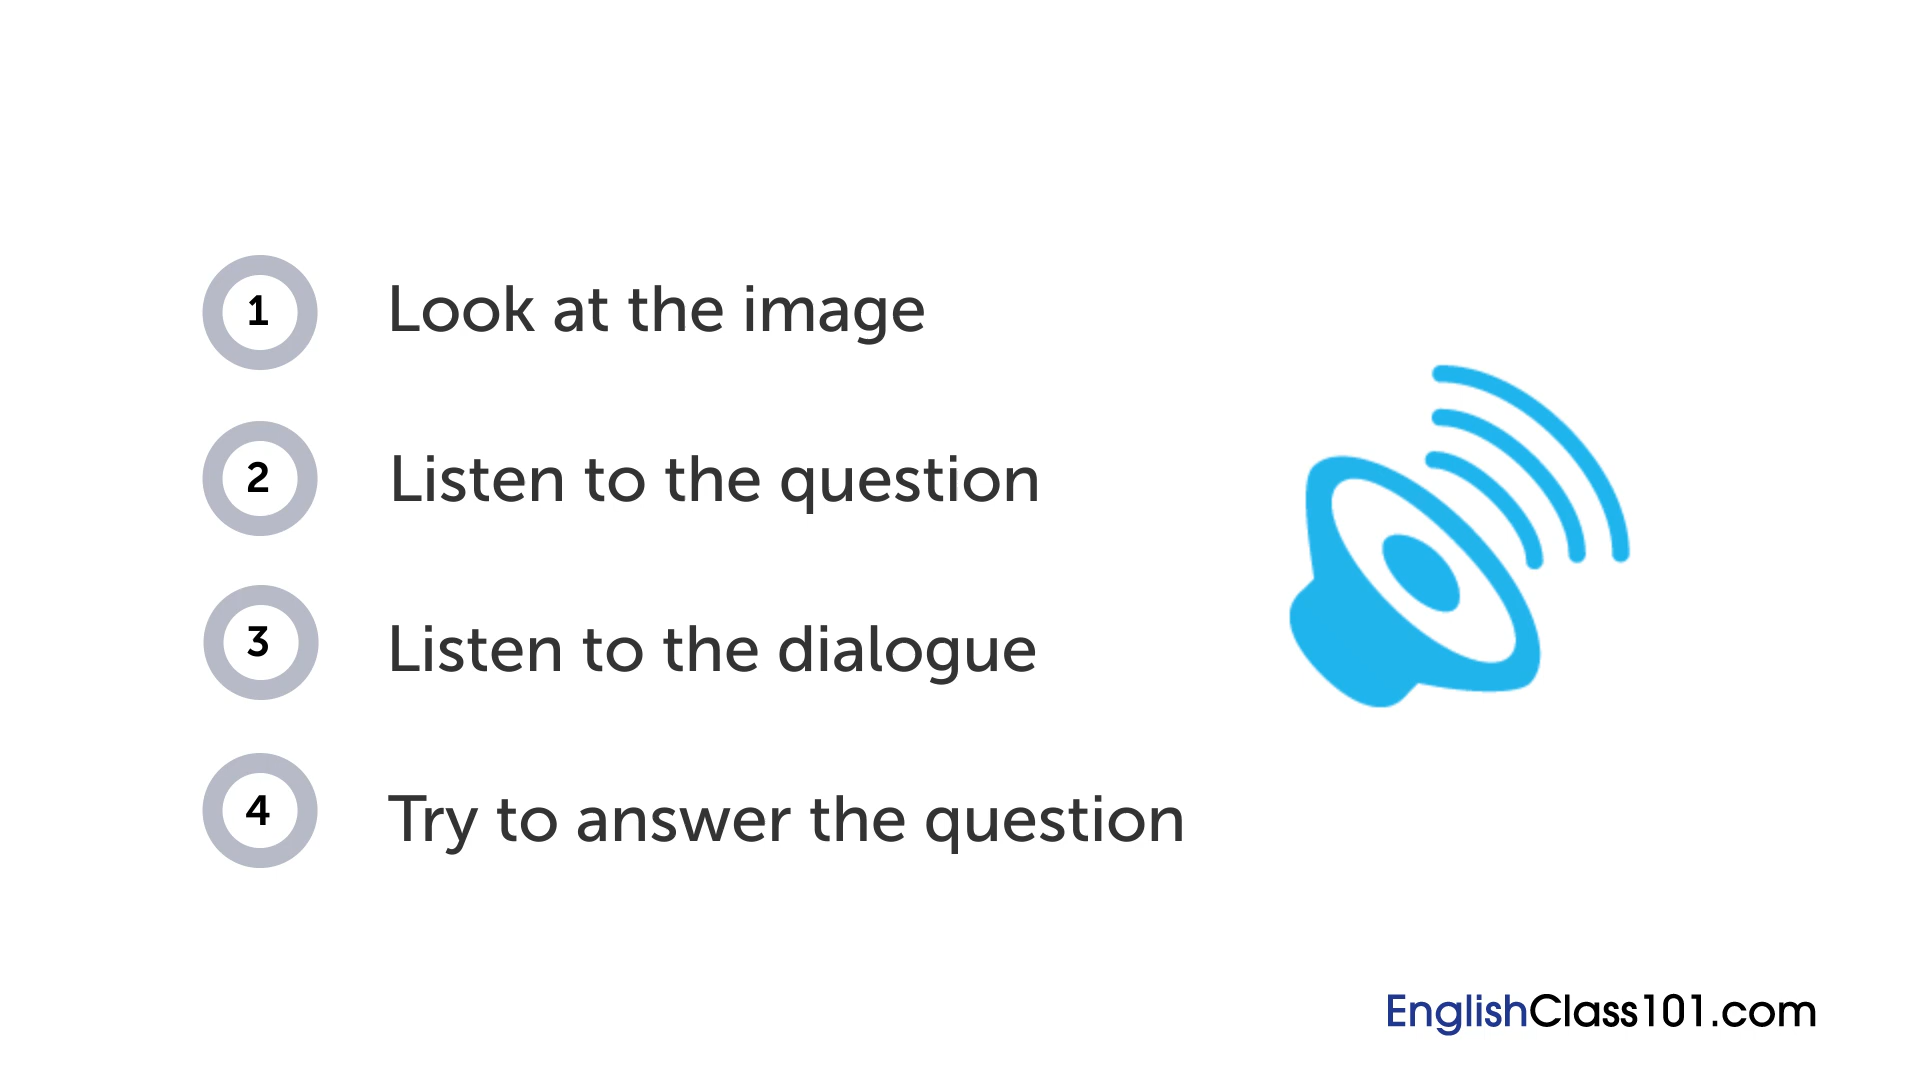 1 Look at the image
2 Listen to the question
3 Listen to the dialogue
4 Try to answer the question
EnglishClass101.com